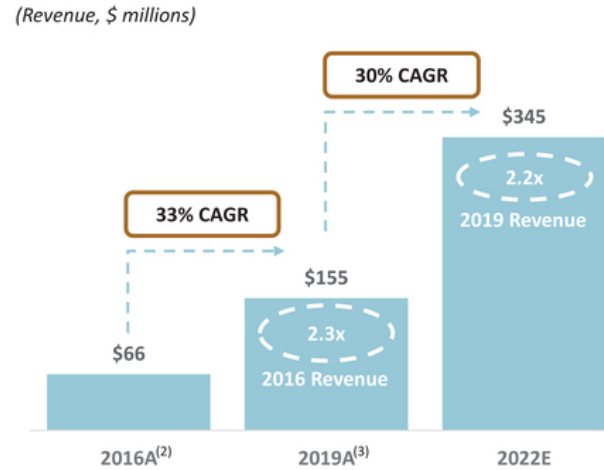 (Revenue, $ millions)
30% CAGR
$345
2.2x
2019 Revenue
33% CAGR
$155
2.3x
2016 Revenue
$66
2016A(2)
2019A(3)
2022E